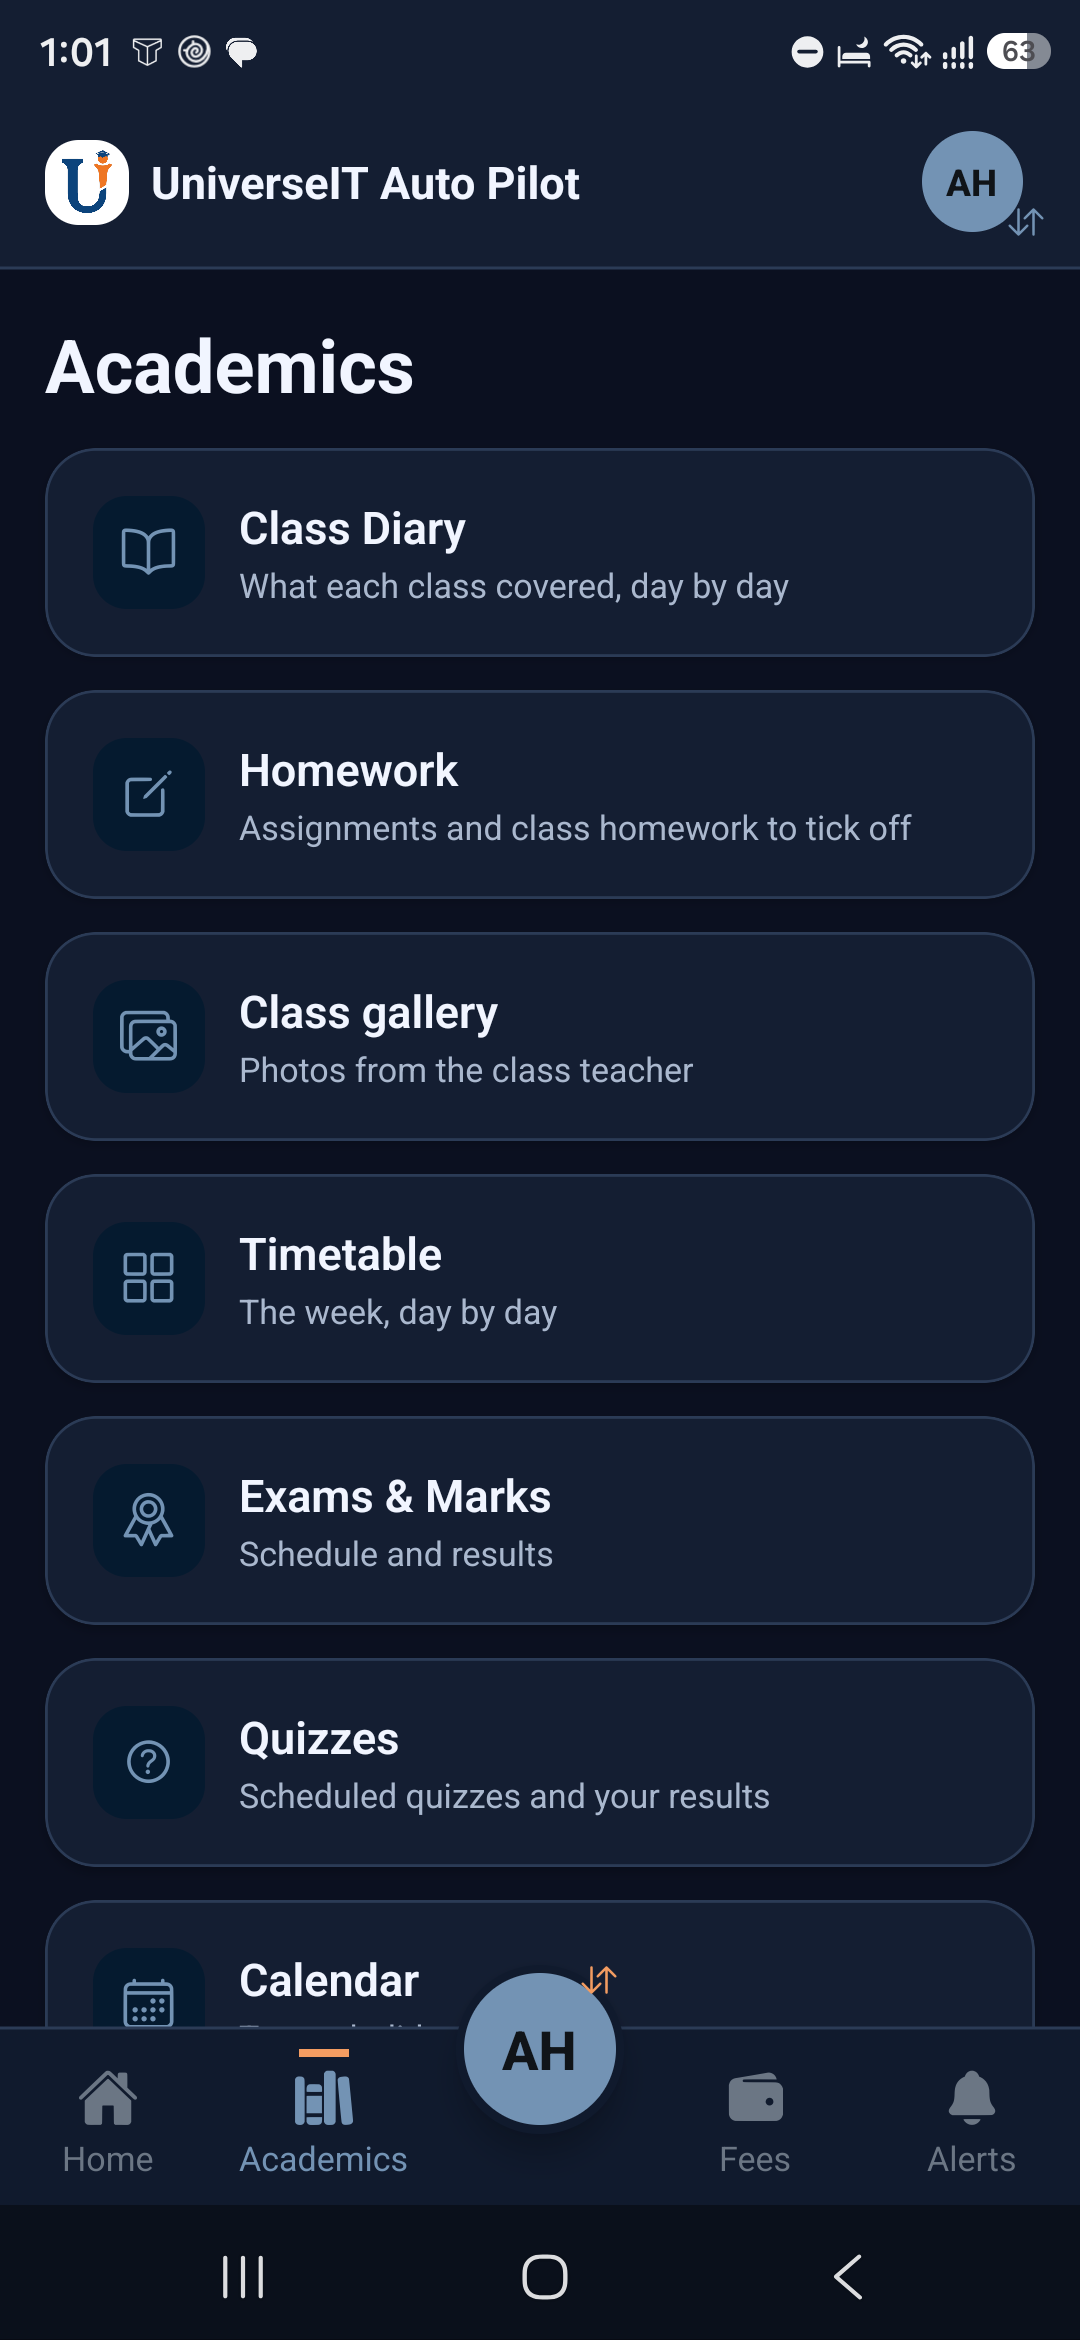 1:01
63
UniverseIT Auto Pilot
AH
Academics
Class Diary
What each class covered, day by day
Homework
Assignments and class homework to tick off
Class gallery
Photos from the class teacher
Timetable
The week, day by day
Exams & Marks
Schedule and results
Quizzes
Scheduled quizzes and your results
Calendar
AH
Home
Academics
Fees
Alerts